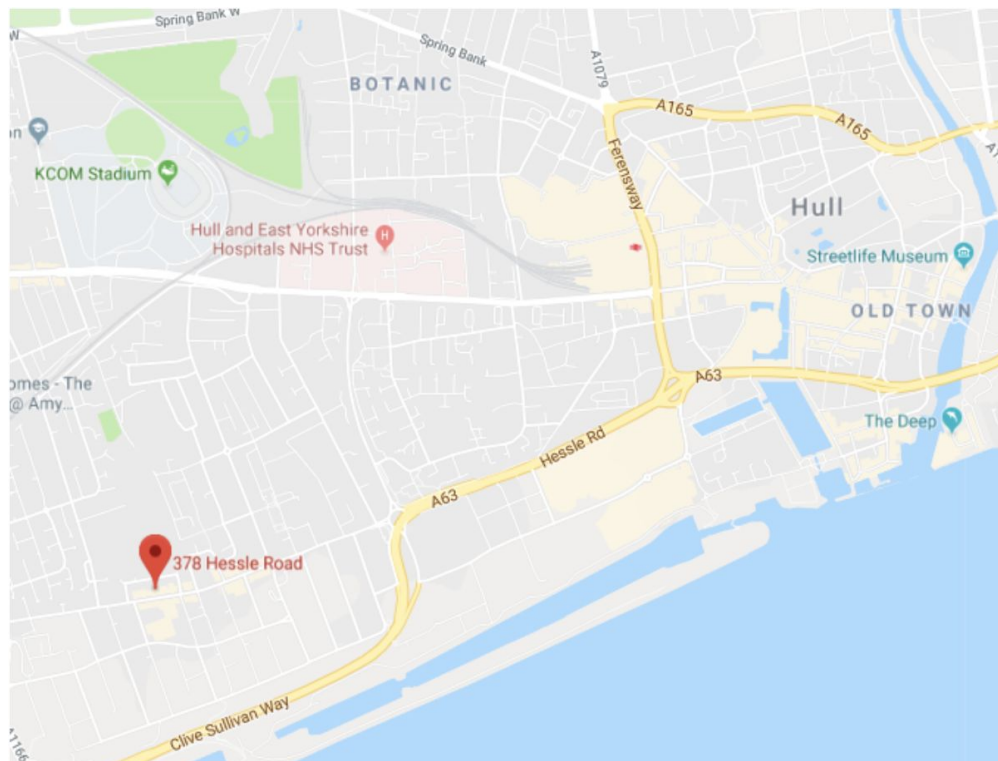 Spring Bank W
W
Spring Bank
A1079
BOTANIC
A165
A165
on
KCOM Stadium
Ferensway
Hull
Hull and East Yorkshire
Hospitals NHS Trust
Streetlife Museum
OLD TOWN
omes - The
@ Amy...
A63
The Deep
Hessle Rd
A63
378 Hessle Road
Clive Sullivan Way
A1166